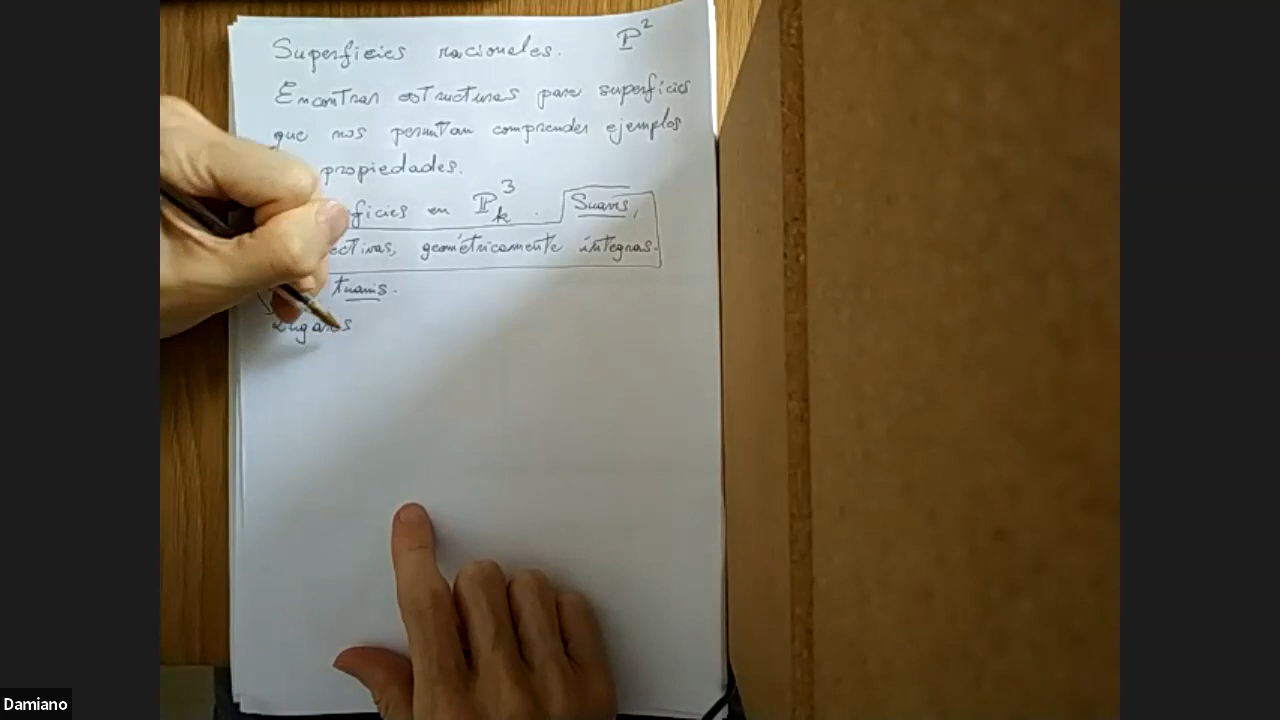 Superficies racionales. P²
Encontrar estructuras para superficies
que nos permitan comprender ejemplos
propiedades.
ficies en P³ₖ. Suaves,
ectivas, geométricamente íntegras.
Lugares
Damiano